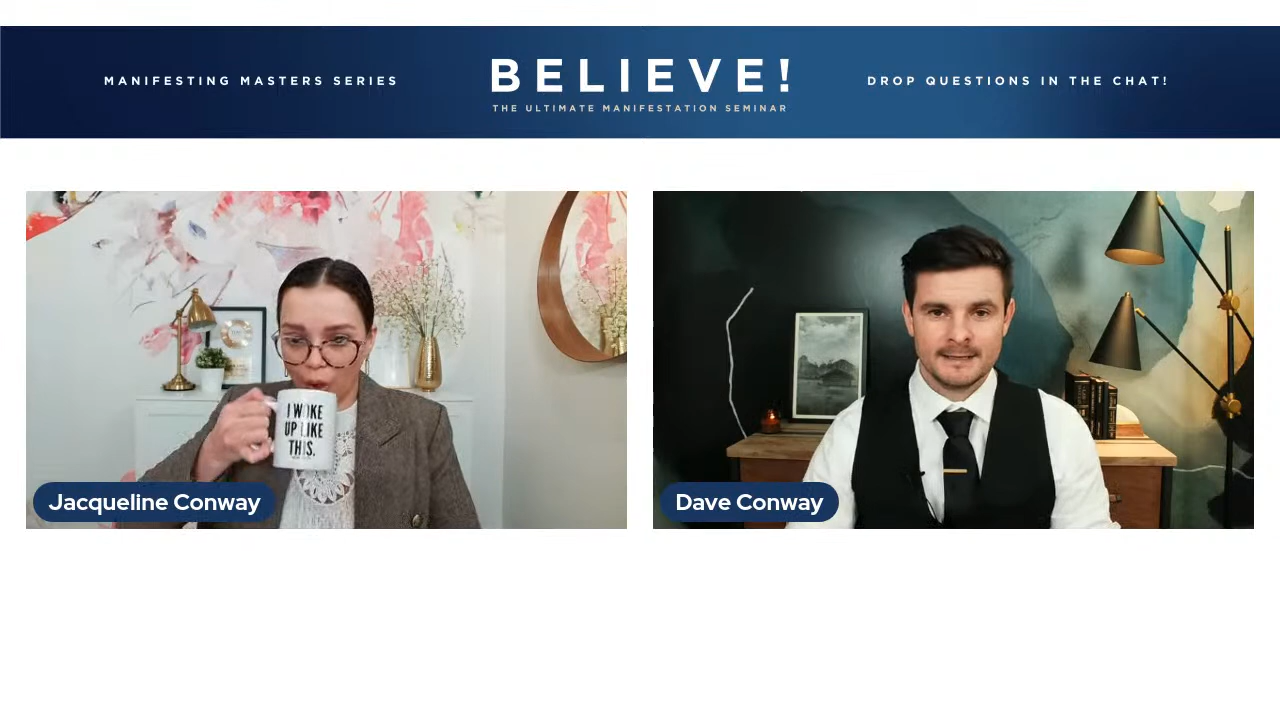 MANIFESTING MASTERS SERIES
BELIEVE!
THE ULTIMATE MANIFESTATION SEMINAR
DROP QUESTIONS IN THE CHAT!
I WOKE
UP LIKE
THIS.
Jacqueline Conway
Dave Conway